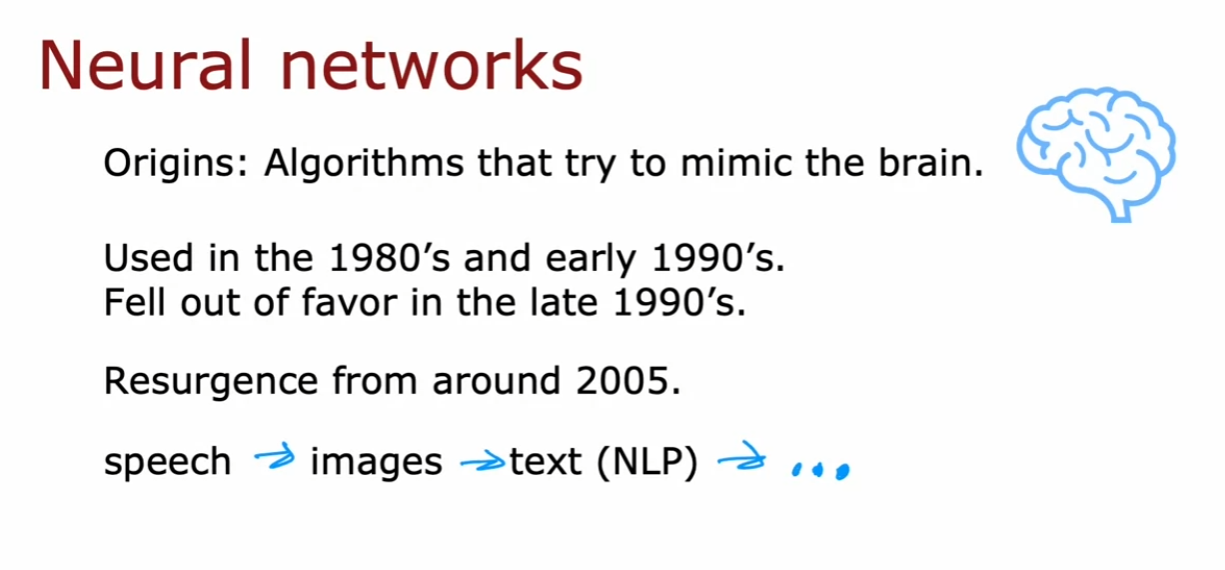 Neural networks
Origins: Algorithms that try to mimic the brain.
Used in the 1980’s and early 1990’s.
Fell out of favor in the late 1990’s.
Resurgence from around 2005.
speech → images → text (NLP) → ...